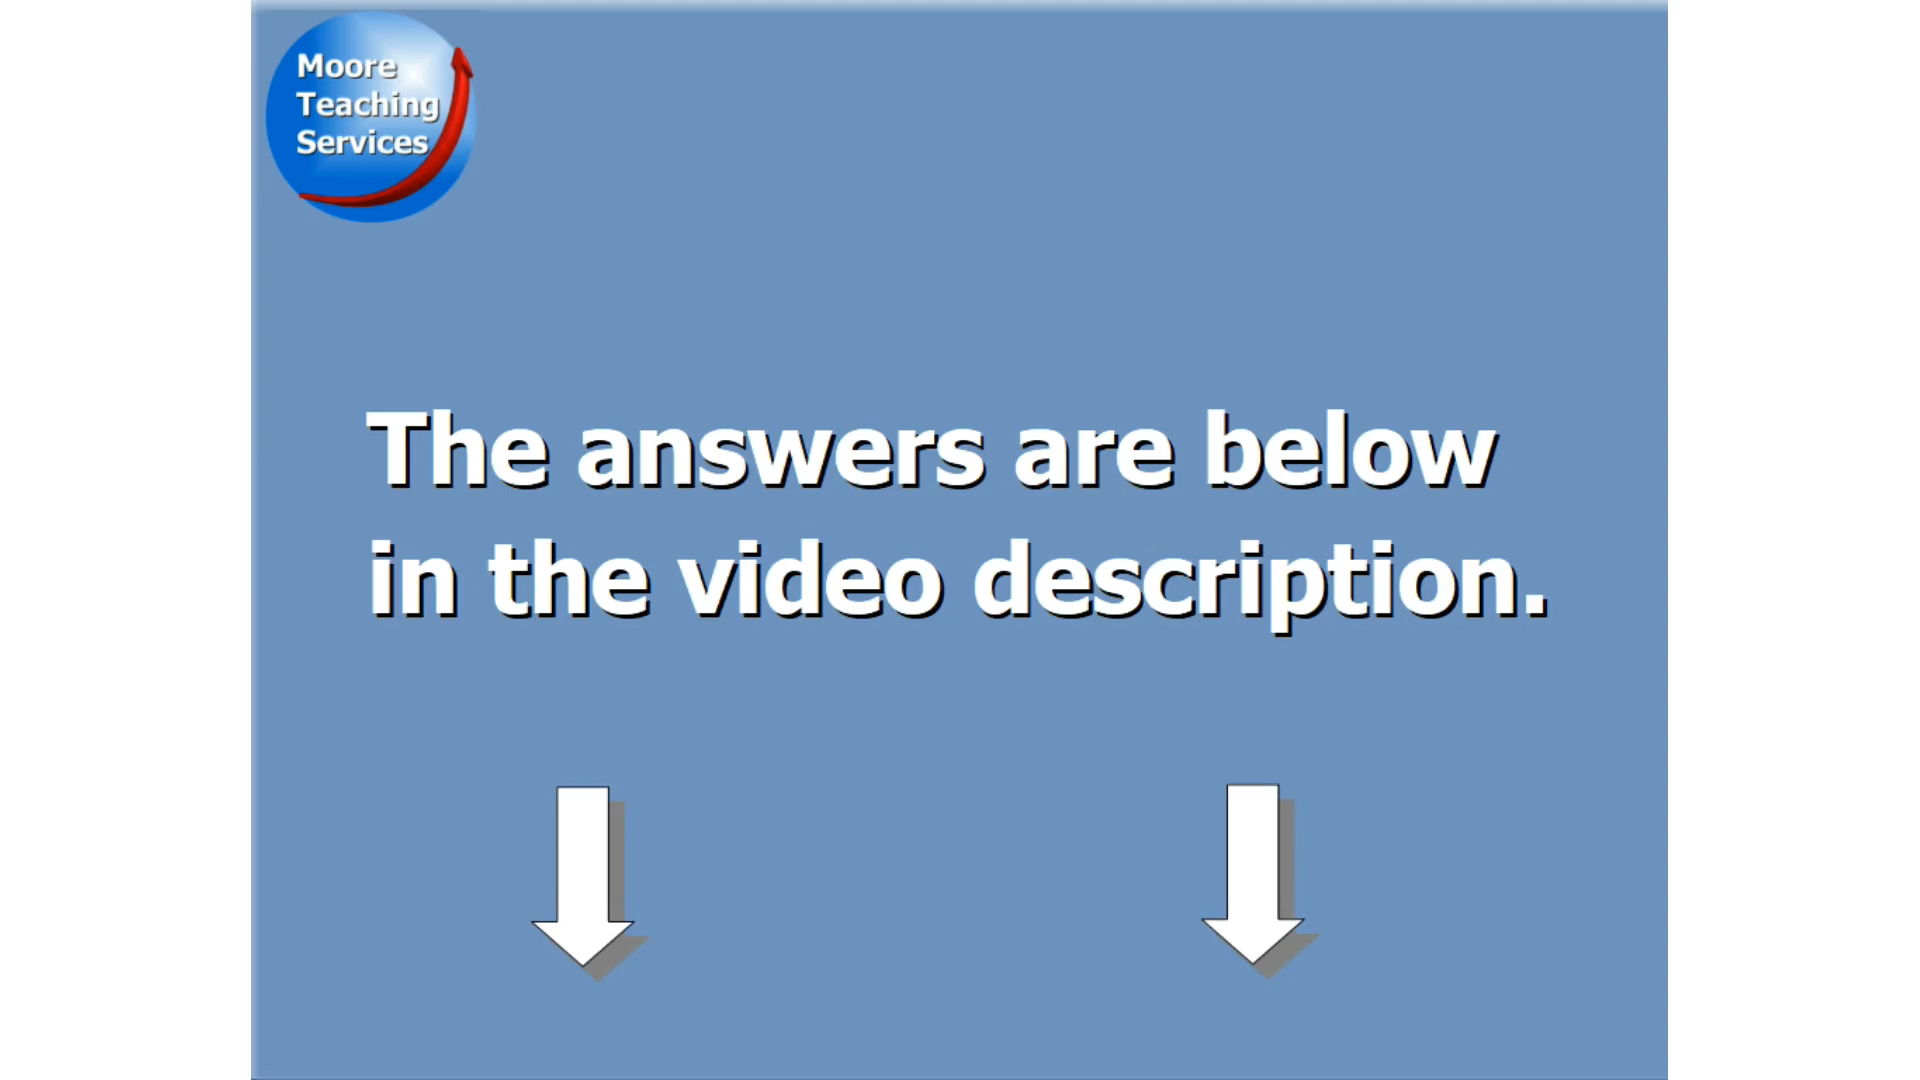 Moore
Teaching
Services
The answers are below
in the video description.